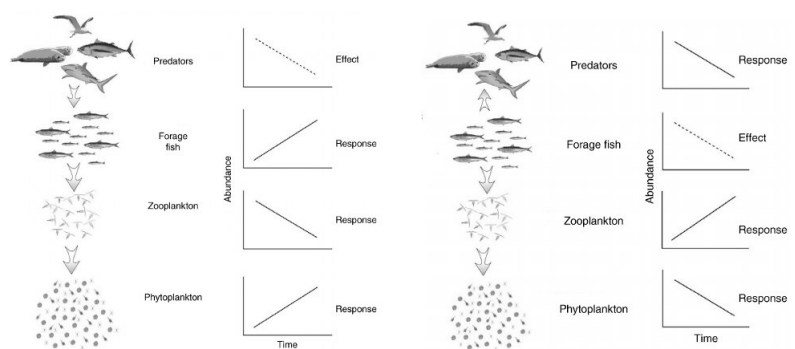 Predators
Effect
Forage
fish
Response
Abundance
Zooplankton
Response
Phytoplankton
Response
Time
Predators
Response
Forage fish
Effect
Abundance
Zooplankton
Response
Phytoplankton
Response
Time